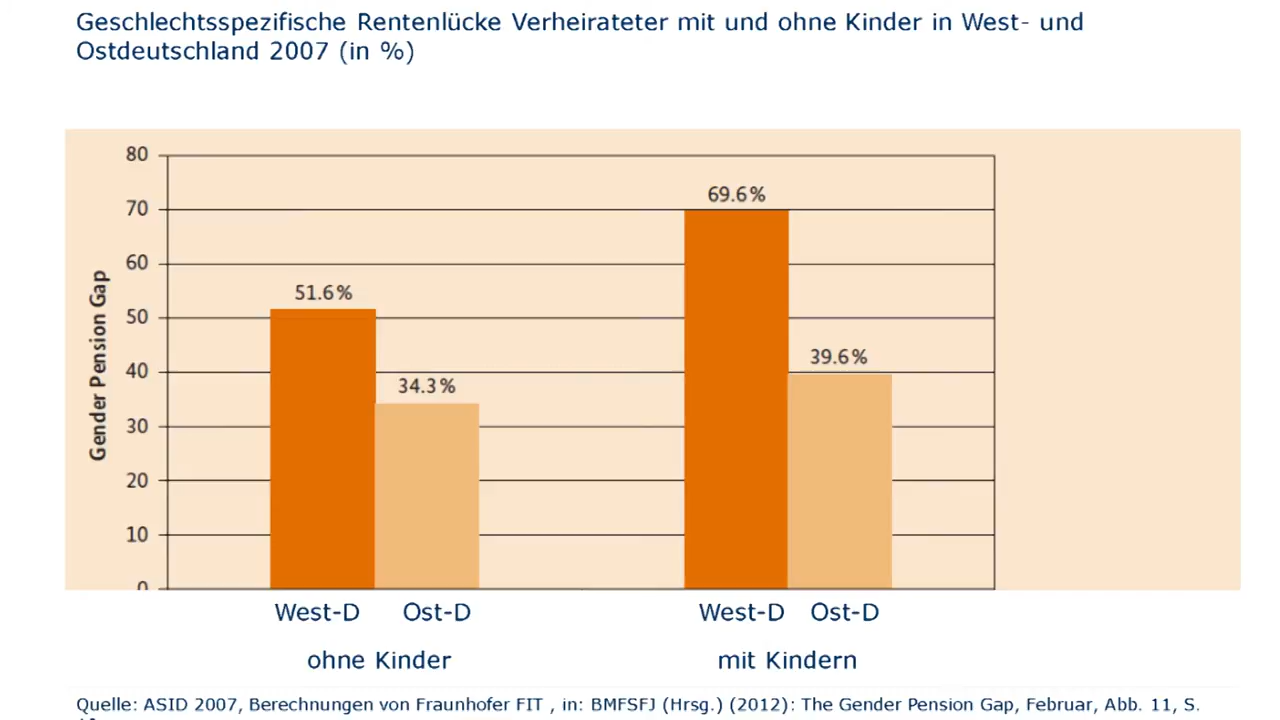 Geschlechtsspezifische Rentenlücke Verheirateter mit und ohne Kinder in West- und
Ostdeutschland 2007 (in %)
80
70
60
50
40
30
20
10
0
Gender Pension Gap
51.6%
34.3%
69.6%
39.6%
West-D Ost-D West-D Ost-D
ohne Kinder mit Kindern
Quelle: ASID 2007, Berechnungen von Fraunhofer FIT , in: BMFSFJ (Hrsg.) (2012): The Gender Pension Gap, Februar, Abb. 11, S.